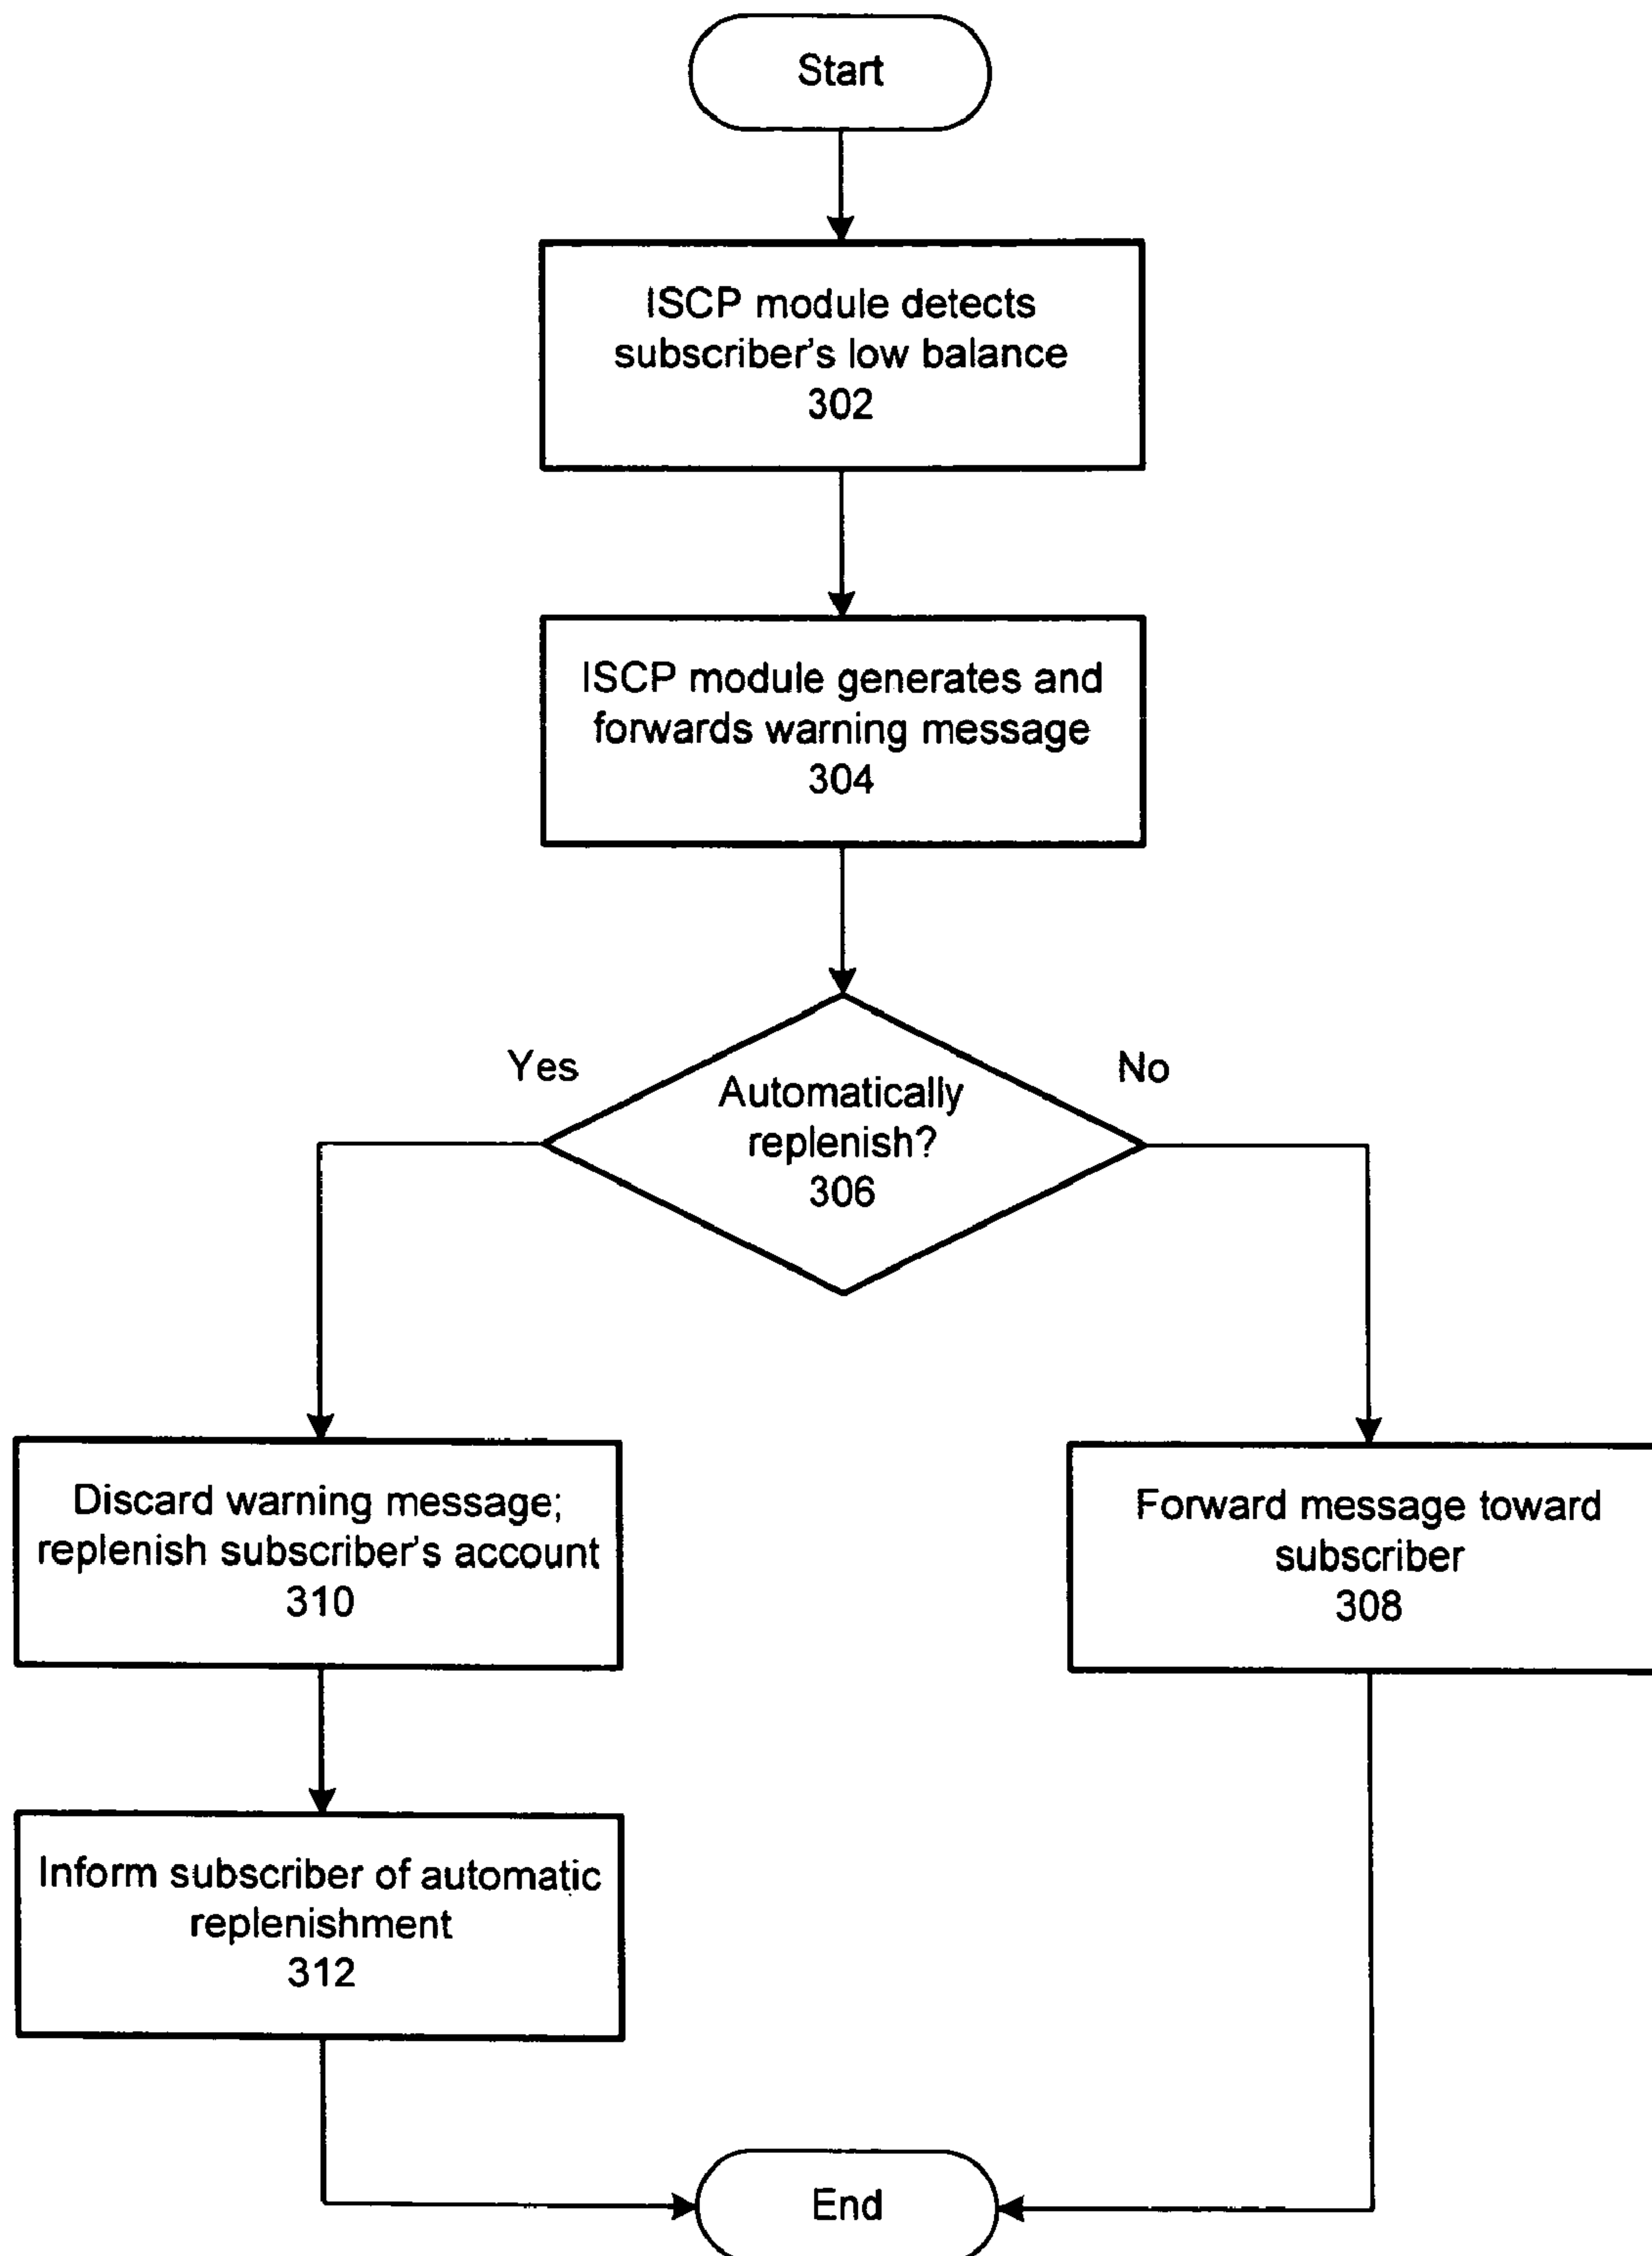 Start
ISCP module detects
subscriber's low balance
302
ISCP module generates and
forwards warning message
304
Yes
No
Automatically
replenish?
306
Discard warning message;
replenish subscriber's account
310
Forward message toward
subscriber
308
Inform subscriber of automatic
replenishment
312
End